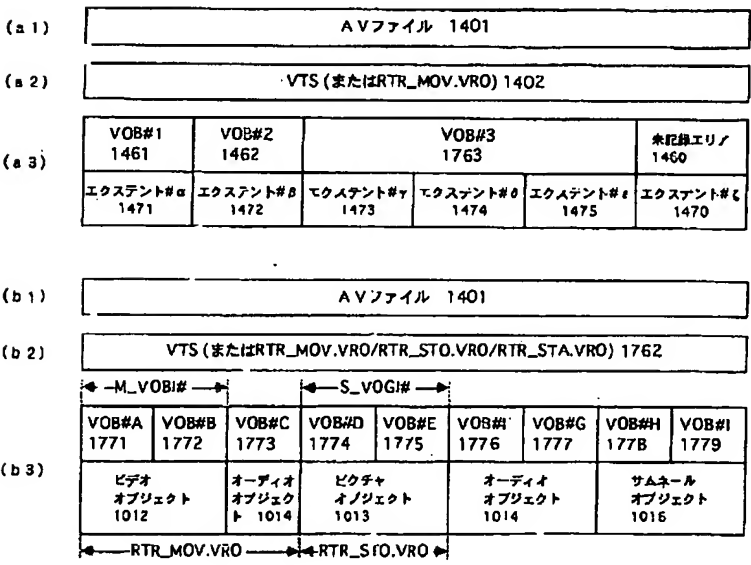 (a1) AVファイル 1401
(a2) VTS (またはRTR_MOV.VRO) 1402
(a3)
VOB#1 VOB#2 VOB#3 未記録エリア
1461 1462 1763 1460
エクステント#α エクステント#β エクステント#γ エクステント#δ エクステント#ε エクステント#ζ
1471 1472 1473 1474 1475 1470
(b1) AVファイル 1401
(b2) VTS (またはRTR_MOV.VRO/RTR_STO.VRO/RTR_STA.VRO) 1762
M_VOBI# S_VOGI#
(b3)
VOB#A VOB#B VOB#C VOB#D VOB#E VOB#F VOB#G VOB#H VOB#I
1771 1772 1773 1774 1775 1776 1777 1778 1779
ビデオ オーディオ ピクチャ オーディオ サムネール
オブジェクト オブジェク オブジェクト オブジェクト オブジェクト
1012 ト 1014 1013 1014 1016
RTR_MOV.VRO RTR_STO.VRO